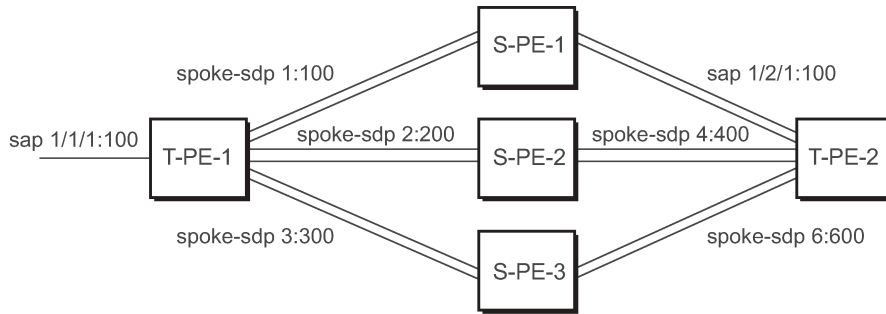 S-PE-1
spoke-sdp 1:100
sap 1/2/1:100
sap 1/1/1:100
T-PE-1
spoke-sdp 2:200
S-PE-2
spoke-sdp 4:400
T-PE-2
spoke-sdp 3:300
S-PE-3
spoke-sdp 6:600